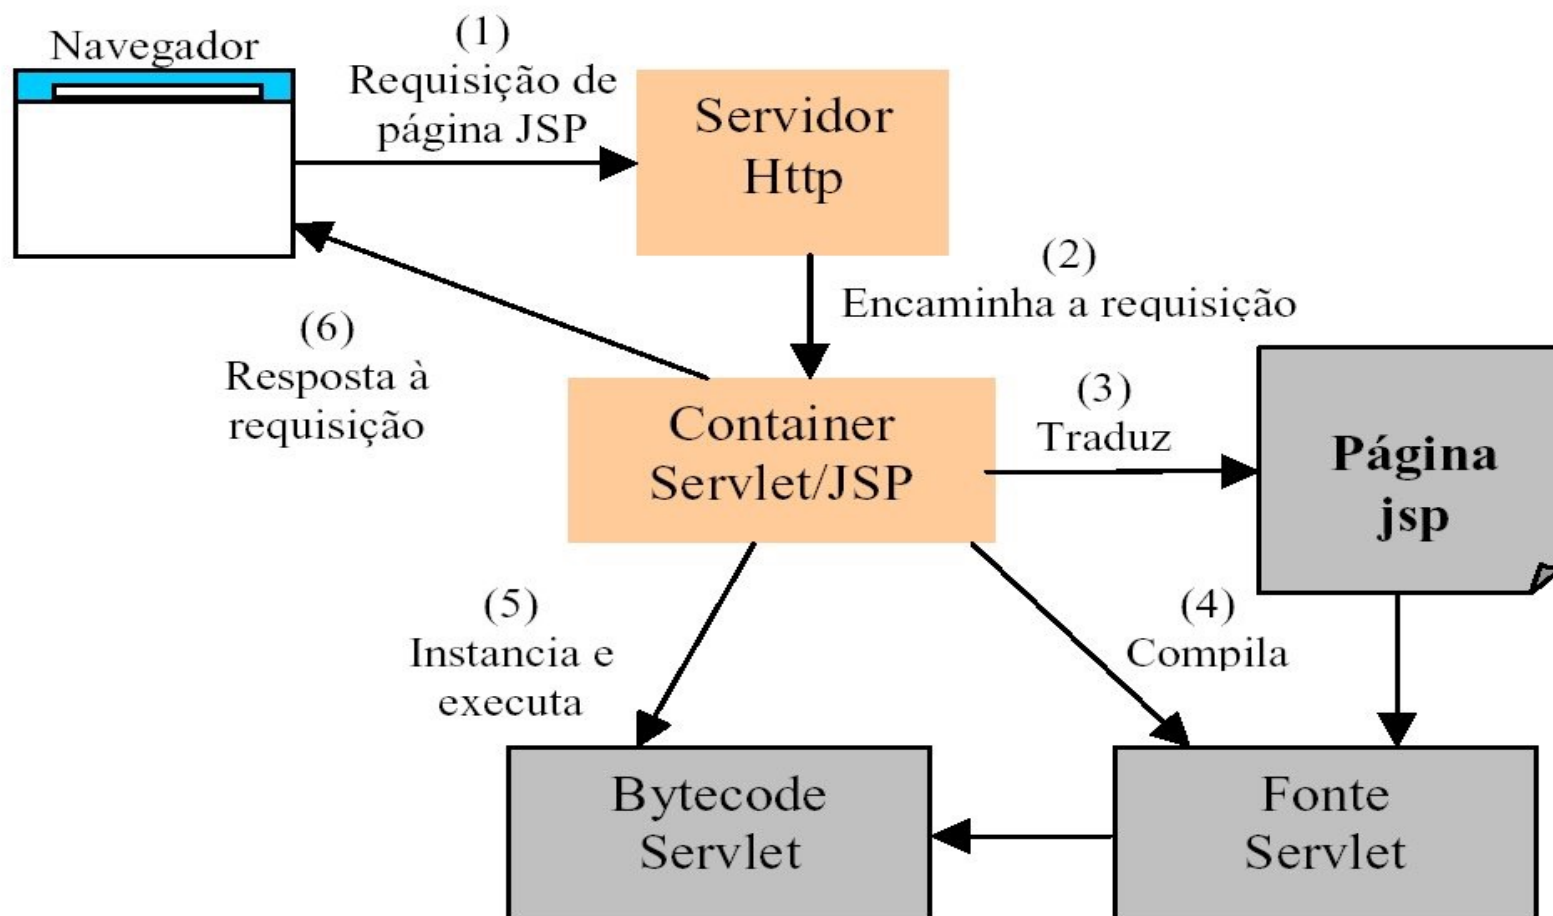 Navegador
(1)
Requisição de
página JSP
Servidor
Http
(2)
Encaminha a requisição
(6)
Resposta à
requisição
Container
Servlet/JSP
(3)
Traduz
Página
jsp
(5)
Instancia e
executa
(4)
Compila
Bytecode
Servlet
Fonte
Servlet